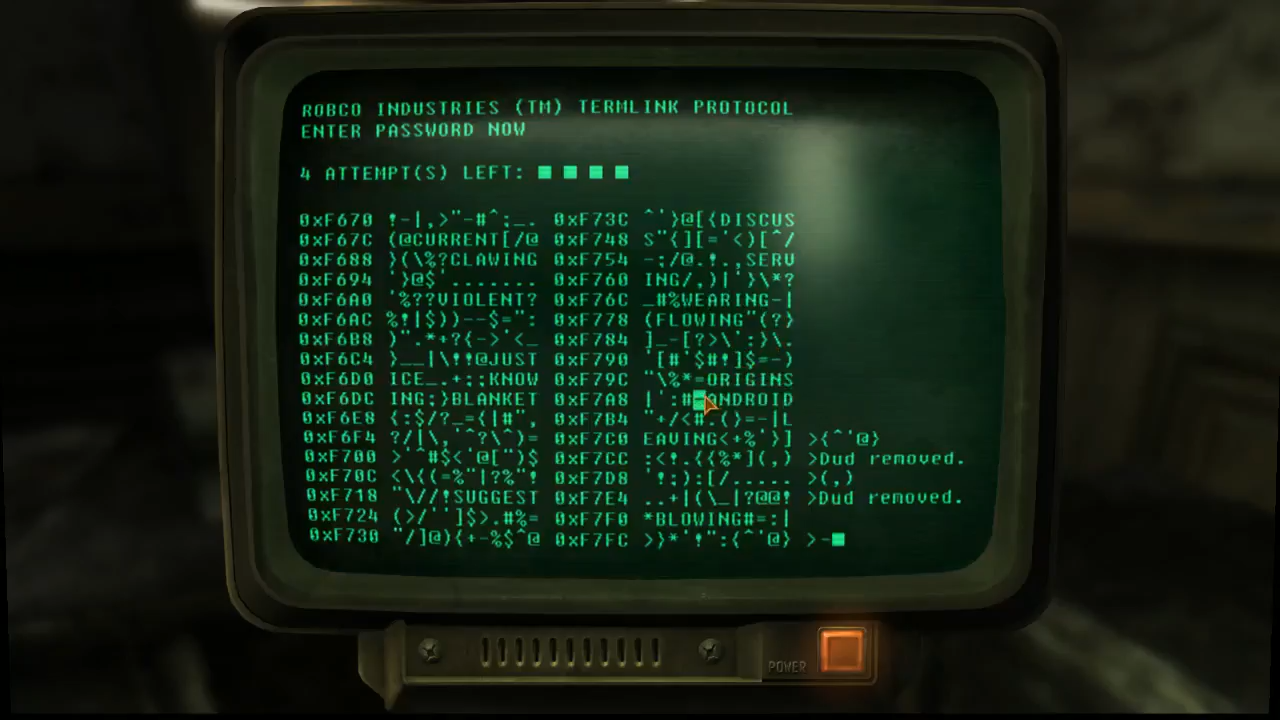 ROBCO INDUSTRIES (TM) TERMLINK PROTOCOL
ENTER PASSWORD NOW
4 ATTEMPT(S) LEFT: ■ ■ ■ ■
0xF670 !-|,>"-#^;_. 0xF73C ^'}@[{DISCUS
0xF67C (@CURRENT[/@ 0xF748 S"{][='<)[^/
0xF688 }(\%?CLAWING 0xF754 -;/@.!.,SERV
0xF694 '}@$'....... 0xF760 ING/,)|'}\*?
0xF6A0 '%??VIOLENT? 0xF76C _#%WEARING-|
0xF6AC %!|$))--$=": 0xF778 (FLOWING"(?}
0xF6B8 )".*+?{->'<_ 0xF784 ]_-[?>\':}\.
0xF6C4 }__|\!!@JUST 0xF790 '[#'$#!]$=-)
0xF6D0 ICE_.+;;KNOW 0xF79C "\%*=ORIGINS
0xF6DC ING;}BLANKET 0xF7A8 |':#-ANDROID
0xF6E8 {:$/?_={|#", 0xF7B4 "+/<#.(}=-|L
0xF6F4 ?/|\,'^?\^)= 0xF7C0 EAVING<+%'}] >{^'@}
0xF700 >'^#$<'@[")$ 0xF7CC :<!.{{%*](,) >Dud removed.
0xF70C <\{(=%"|?%"! 0xF7D8 '!;):[/..... >(,)
0xF718 "\//!SUGGEST 0xF7E4 ..+|(\_|?@@! >Dud removed.
0xF724 (>/'']$>.#%= 0xF7F0 *BLOWING#=:|
0xF730 "/]@){+-%$^@ 0xF7FC >}*'!":{^'@} >-■
POWER